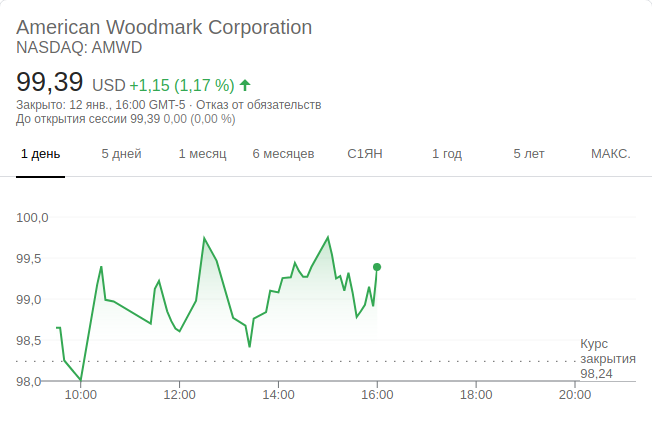 American Woodmark Corporation
NASDAQ: AMWD
99,39 USD +1,15 (1,17 %)
Закрыто: 12 янв., 16:00 GMT-5 · Отказ от обязательств
До открытия сессии 99,39 0,00 (0,00 %)
1 день 5 дней 1 месяц 6 месяцев С1ЯН 1 год 5 лет МАКС.
100,0
99,5
99,0
98,5
Курс
закрытия
98,24
98,0
10:00 12:00 14:00 16:00 18:00 20:00